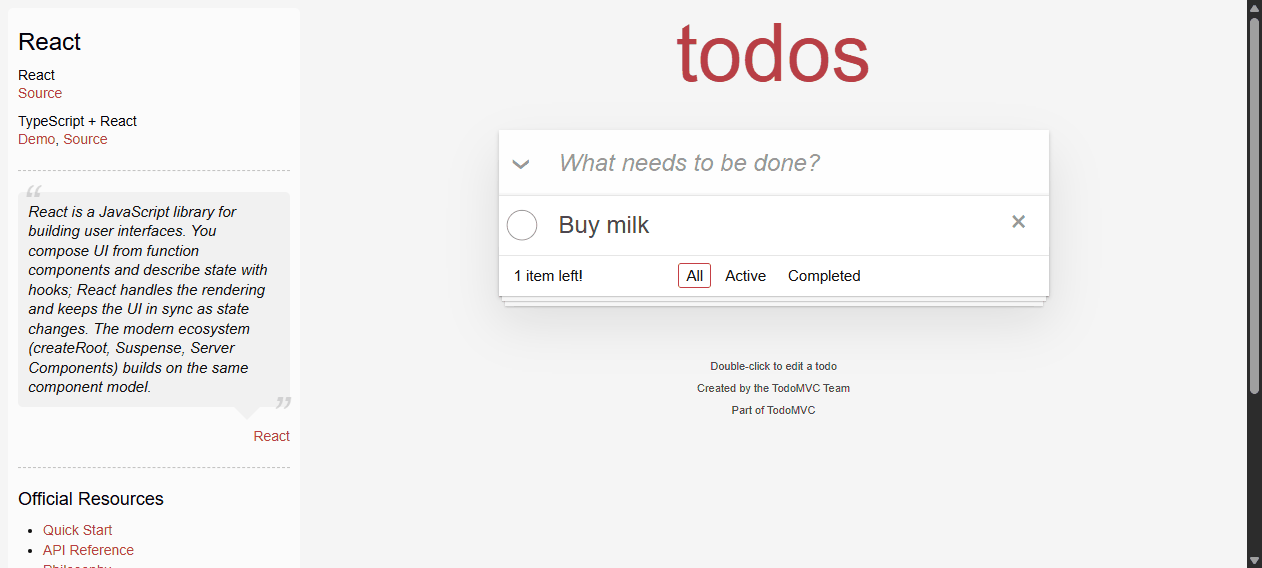 React
React
Source
TypeScript + React
Demo, Source
“
React is a JavaScript library for
building user interfaces. You
compose UI from function
components and describe state with
hooks; React handles the rendering
and keeps the UI in sync as state
changes. The modern ecosystem
(createRoot, Suspense, Server
Components) builds on the same
component model.
”
React
Official Resources
• Quick Start
• API Reference
• Philosophy
todos
What needs to be done?
Buy milk ×
1 item left! All Active Completed
Double-click to edit a todo
Created by the TodoMVC Team
Part of TodoMVC